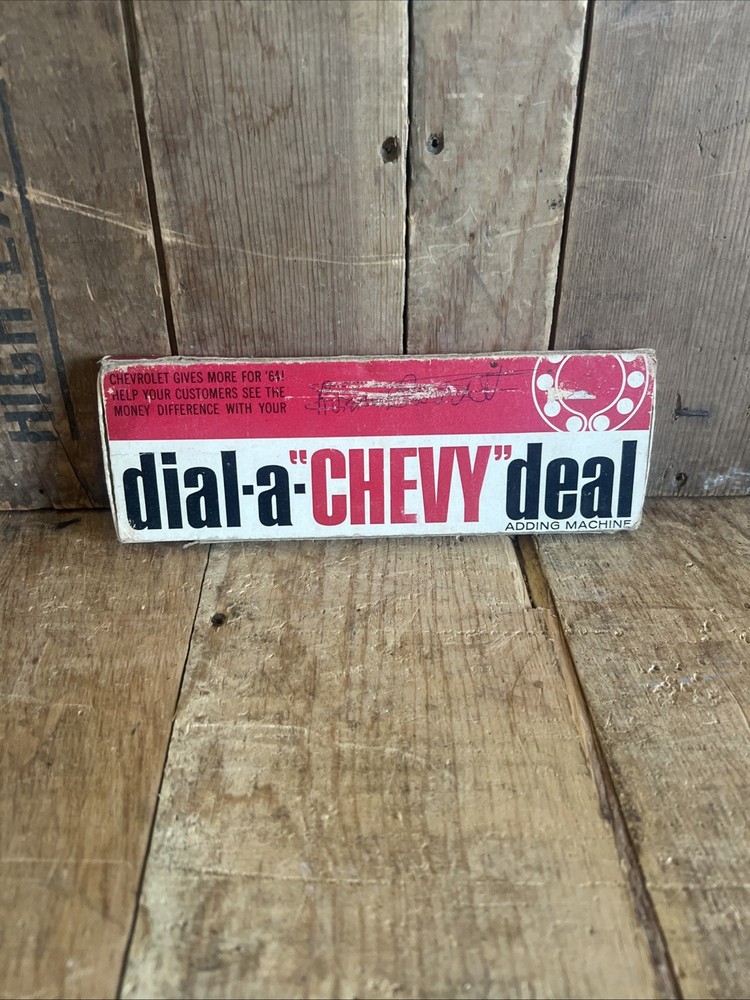 CHEVROLET GIVES MORE FOR '64!
HELP YOUR CUSTOMERS SEE THE
MONEY DIFFERENCE WITH YOUR
dial-a-"CHEVY"deal
ADDING MACHINE
HIGH